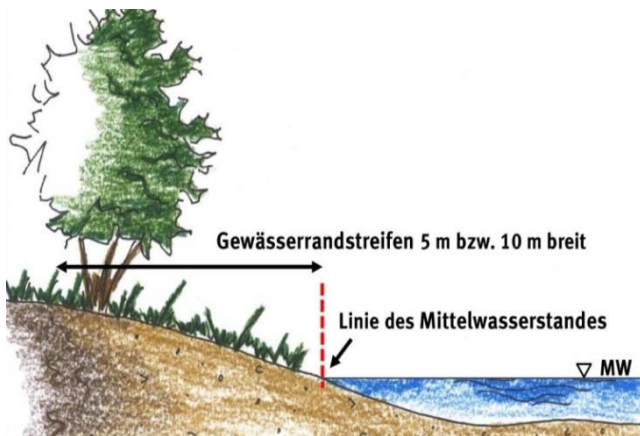 Gewässerrandstreifen 5 m bzw. 10 m breit
Linie des Mittelwasserstandes
MW